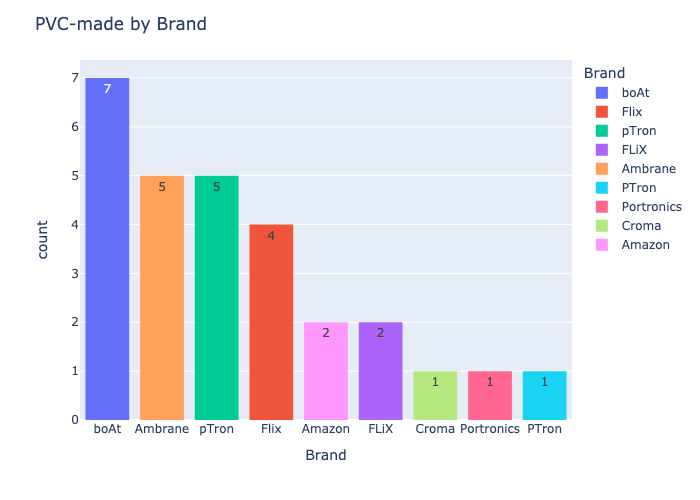 PVC-made by Brand
count
7
6
5
4
3
2
1
0
7
5
5
4
2
2
1
1
1
boAt
Ambrane
pTron
Flix
Amazon
FLiX
Croma
Portronics
PTron
Brand
Brand
boAt
Flix
pTron
FLiX
Ambrane
PTron
Portronics
Croma
Amazon